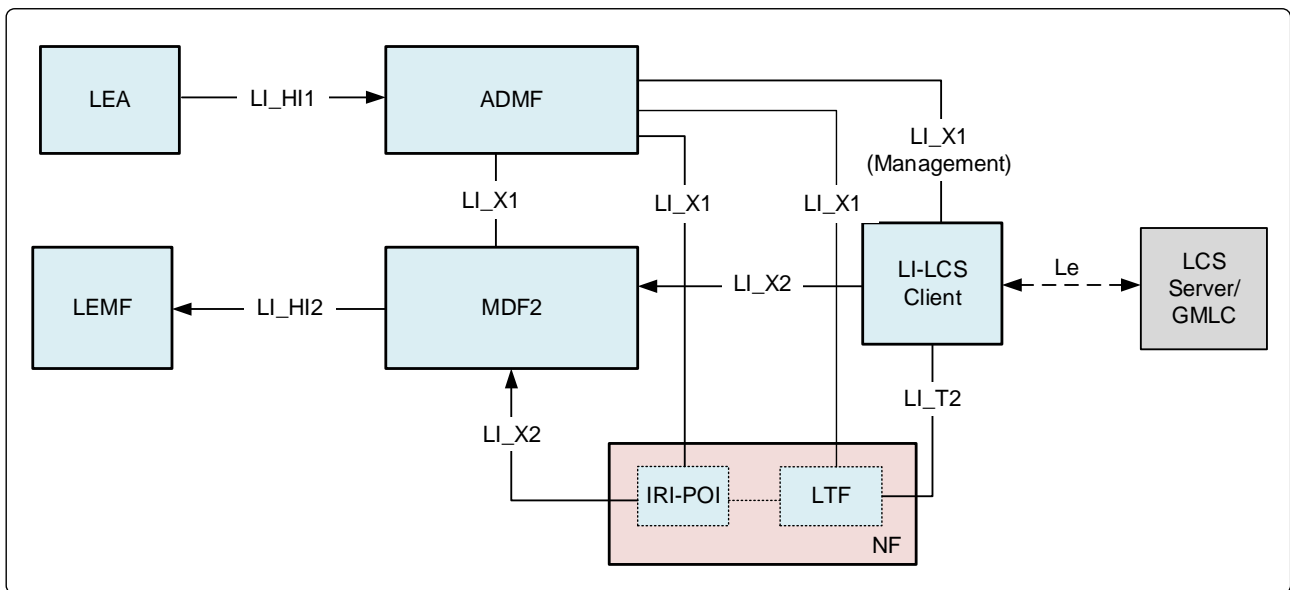 LEA
LI_HI1
ADMF
LI_X1
(Management)
LI_X1
LI_X1
LI_X1
LEMF
LI_HI2
MDF2
LI_X2
LI-LCS
Client
Le
LCS
Server/
GMLC
LI_T2
LI_X2
IRI-POI
LTF
NF